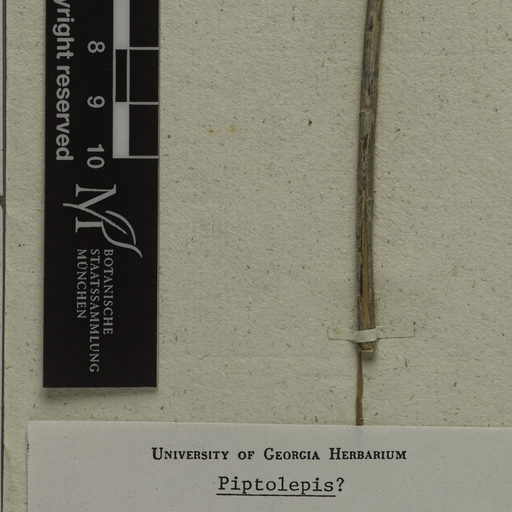 yright reserved
8
9
10
BOTANISCHE
STAATSSAMMLUNG
MÜNCHEN
UNIVERSITY OF GEORGIA HERBARIUM
Piptolepis?